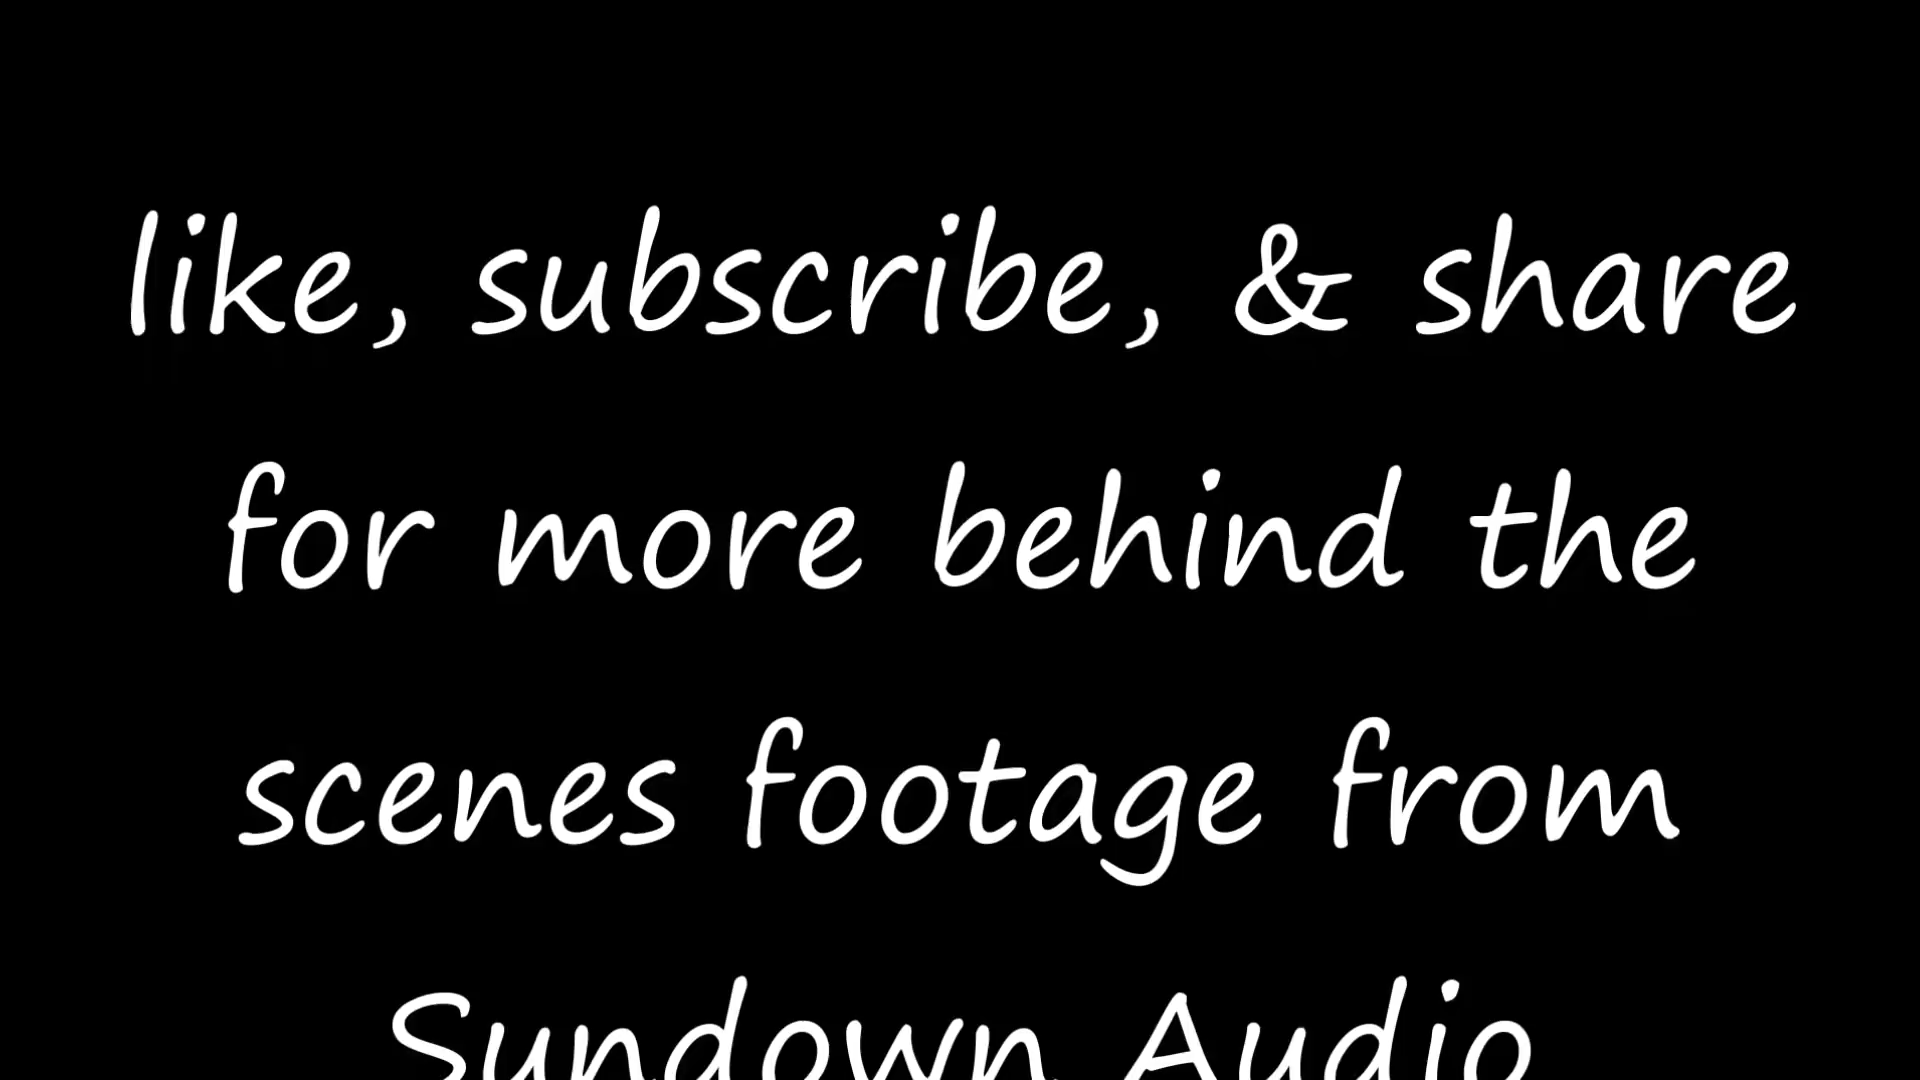 like, subscribe, & share
for more behind the
scenes footage from
Sundown Audio